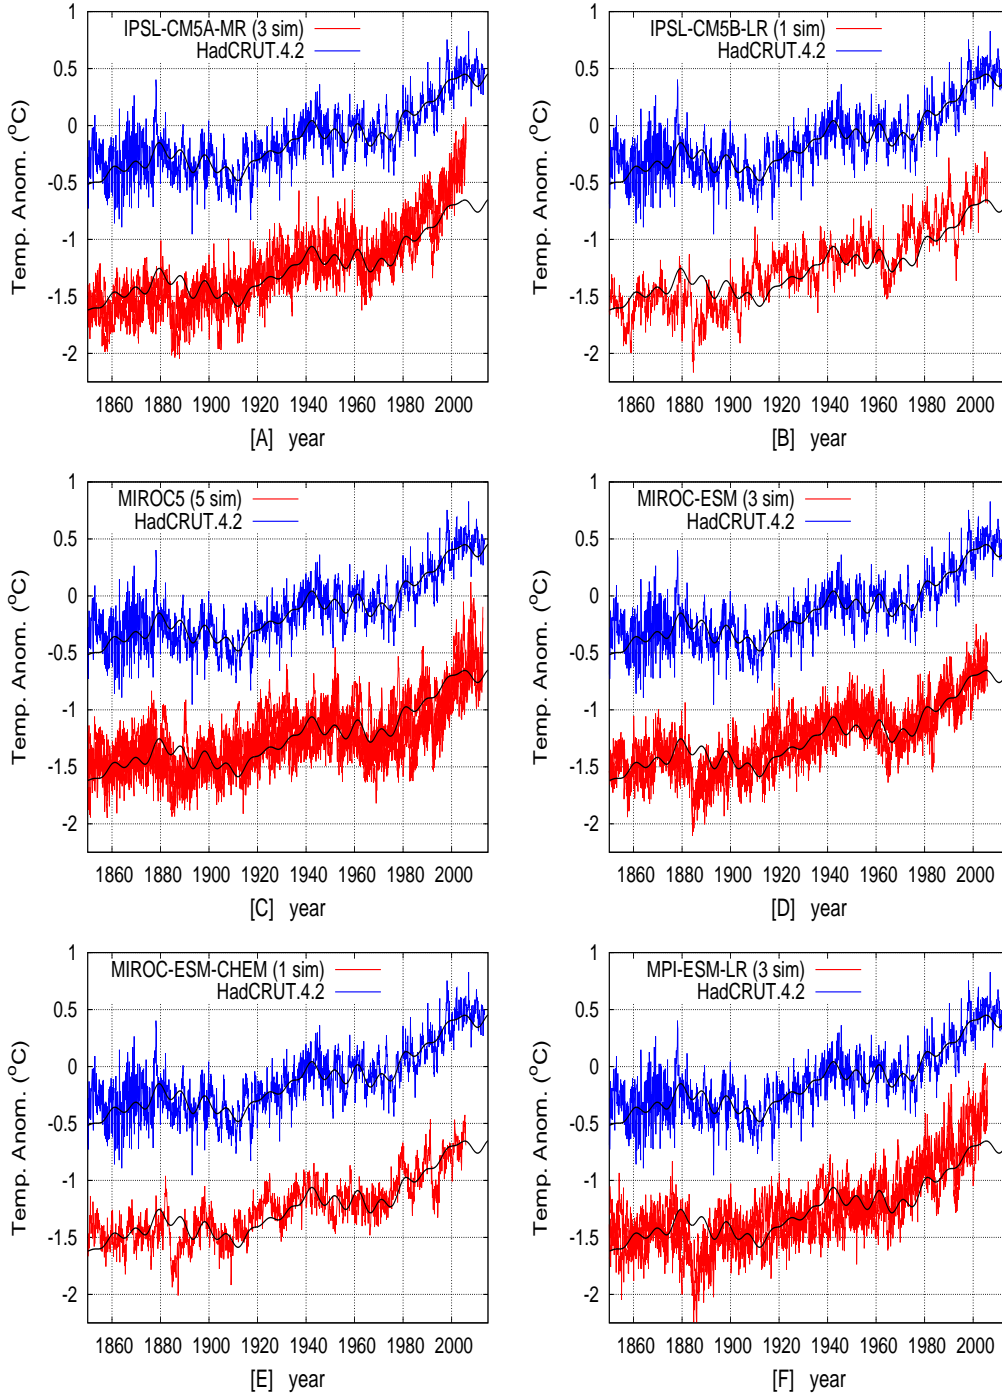 IPSL-CM5A-MR (3 sim)
HadCRUT.4.2
Temp. Anom. (°C)
1
0.5
0
-0.5
-1
-1.5
-2
1860 1880 1900 1920 1940 1960 1980 2000
[A] year
IPSL-CM5B-LR (1 sim)
HadCRUT.4.2
Temp. Anom. (°C)
1
0.5
0
-0.5
-1
-1.5
-2
1860 1880 1900 1920 1940 1960 1980 2000
[B] year
MIROC5 (5 sim)
HadCRUT.4.2
Temp. Anom. (°C)
1
0.5
0
-0.5
-1
-1.5
-2
1860 1880 1900 1920 1940 1960 1980 2000
[C] year
MIROC-ESM (3 sim)
HadCRUT.4.2
Temp. Anom. (°C)
1
0.5
0
-0.5
-1
-1.5
-2
1860 1880 1900 1920 1940 1960 1980 2000
[D] year
MIROC-ESM-CHEM (1 sim)
HadCRUT.4.2
Temp. Anom. (°C)
1
0.5
0
-0.5
-1
-1.5
-2
1860 1880 1900 1920 1940 1960 1980 2000
[E] year
MPI-ESM-LR (3 sim)
HadCRUT.4.2
Temp. Anom. (°C)
1
0.5
0
-0.5
-1
-1.5
-2
1860 1880 1900 1920 1940 1960 1980 2000
[F] year